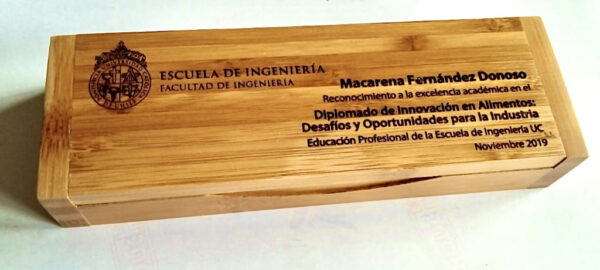 ESCUELA DE INGENIERÍA
FACULTAD DE INGENIERÍA
Macarena Fernández Donoso
Reconocimiento a la excelencia académica en el
Diplomado de Innovación en Alimentos:
Desafíos y Oportunidades para la Industria
Educación Profesional de la Escuela de Ingeniería UC
Noviembre 2019